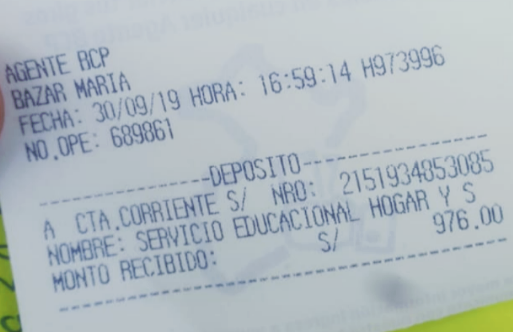 AGENTE BCP
BAZAR MARIA
FECHA: 30/09/19 HORA: 16:59:14 H973996
NO.OPE: 689861
--------------------DEPOSITO--------------------
A CTA.CORRIENTE S/ NRO: 2151934853085
NOMBRE: SERVICIO EDUCACIONAL HOGAR Y S
MONTO RECIBIDO: S/ 976.00